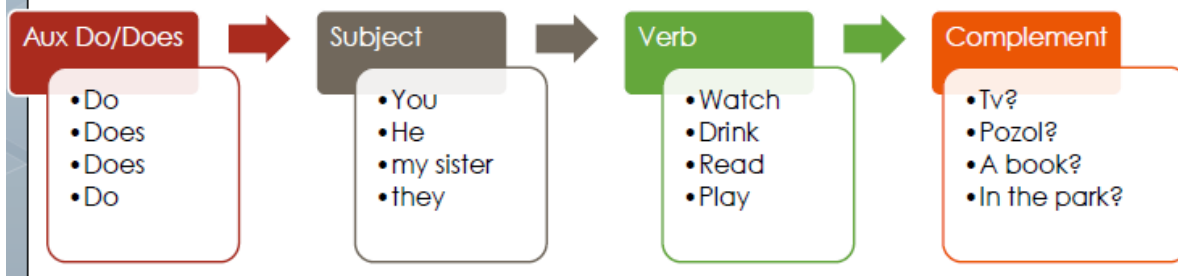 Aux Do/Does
•Do
•Does
•Does
•Do
Subject
•You
•He
•my sister
•they
Verb
•Watch
•Drink
•Read
•Play
Complement
•Tv?
•Pozol?
•A book?
•In the park?